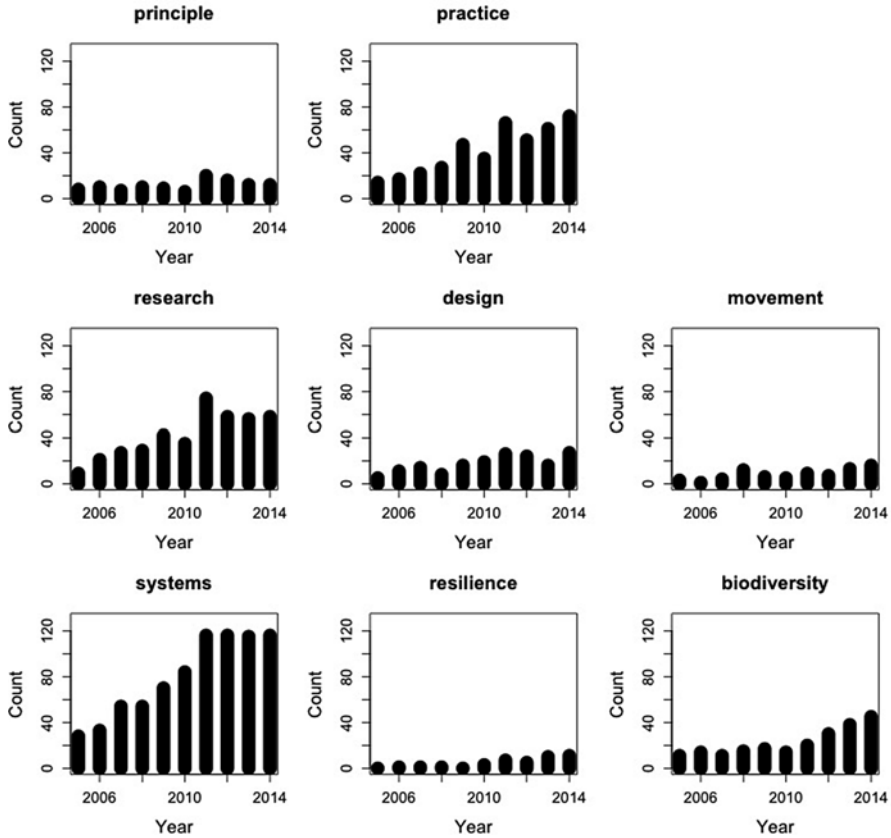 principle
120
80
40
0
Count
2006
2010
2014
Year
practice
120
80
40
0
Count
2006
2010
2014
Year
research
120
80
40
0
Count
2006
2010
2014
Year
design
120
80
40
0
Count
2006
2010
2014
Year
movement
120
80
40
0
Count
2006
2010
2014
Year
systems
120
80
40
0
Count
2006
2010
2014
Year
resilience
120
80
40
0
Count
2006
2010
2014
Year
biodiversity
120
80
40
0
Count
2006
2010
2014
Year